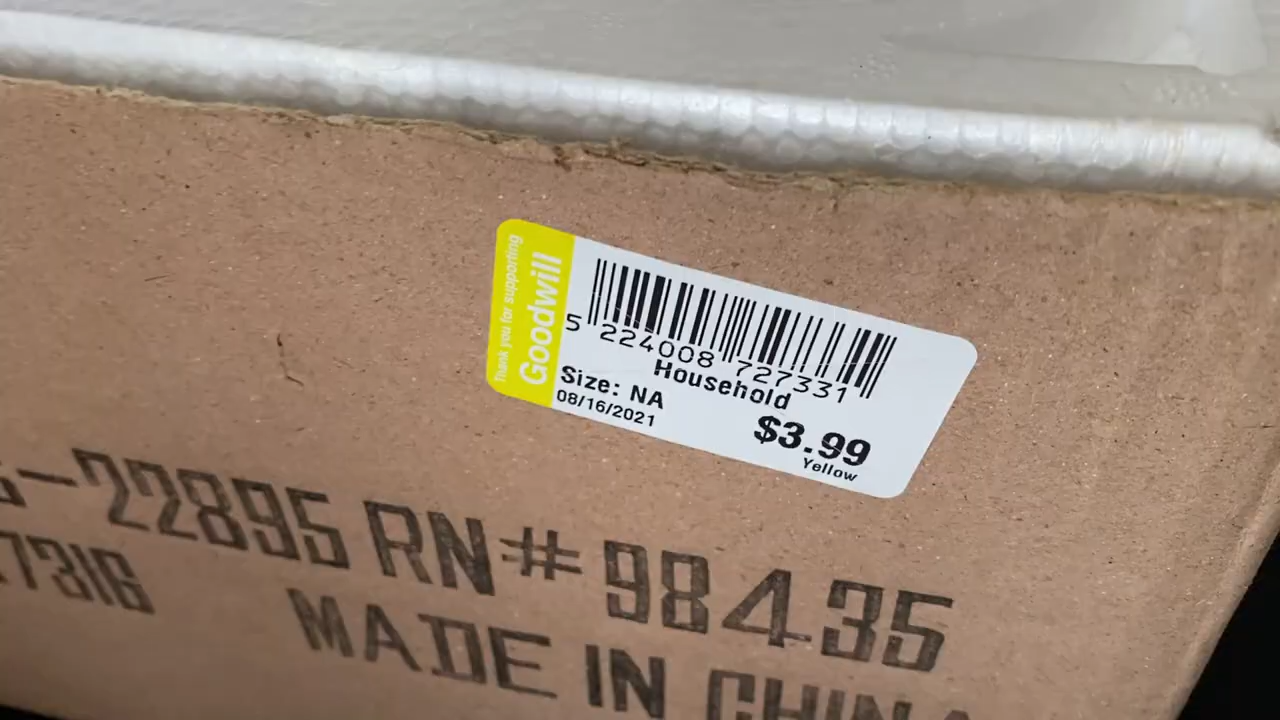 Thank you for supporting
Goodwill
5 224008 727331
Household
Size: NA
08/16/2021
$3.99
Yellow
-22895 RN# 98435
7316
MADE IN CHINA